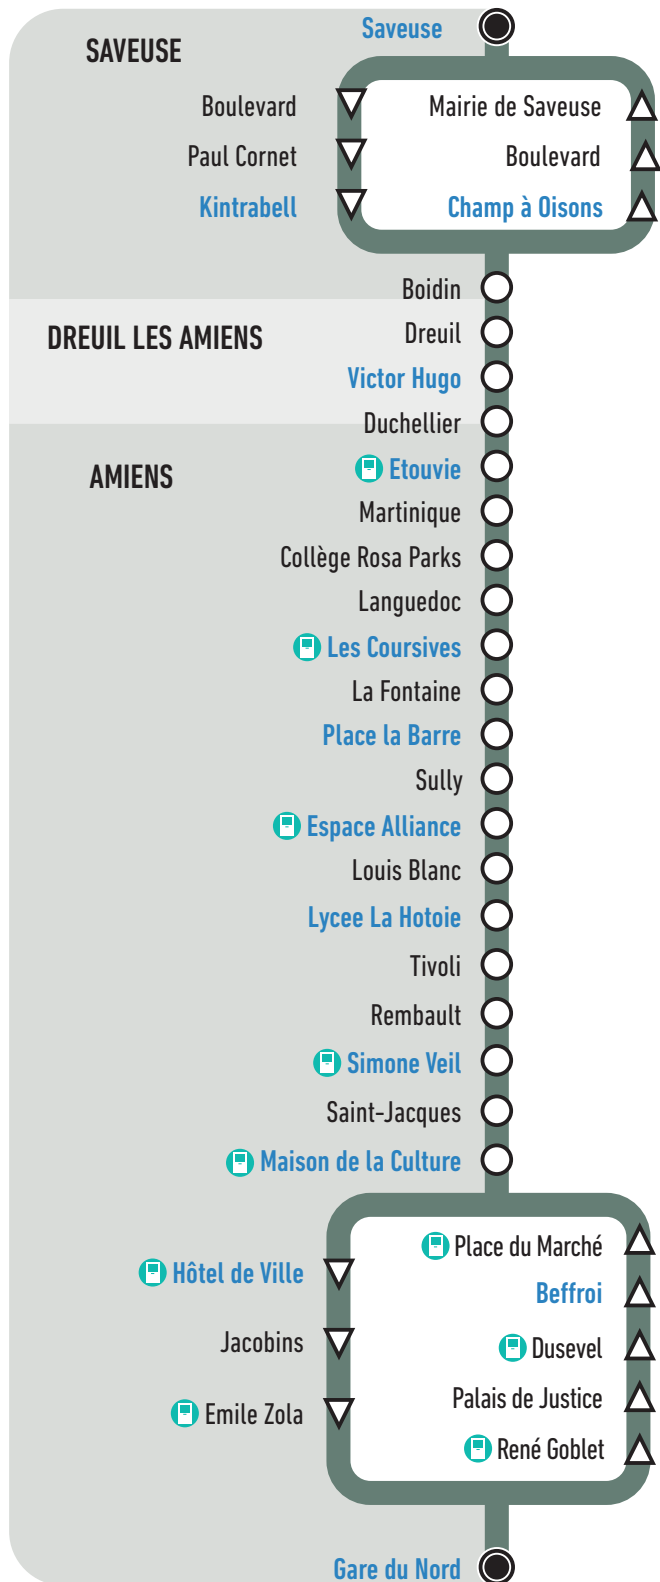 Saveuse
SAVEUSE
Boulevard
Mairie de Saveuse
Paul Cornet
Boulevard
Kintrabell
Champ à Oisons
Boidin
DREUIL LES AMIENS
Dreuil
Victor Hugo
Duchellier
AMIENS
Etouvie
Martinique
Collège Rosa Parks
Languedoc
Les Coursives
La Fontaine
Place la Barre
Sully
Espace Alliance
Louis Blanc
Lycee La Hotoie
Tivoli
Rembault
Simone Veil
Saint-Jacques
Maison de la Culture
Place du Marché
Hôtel de Ville
Beffroi
Jacobins
Dusevel
Palais de Justice
Emile Zola
René Goblet
Gare du Nord